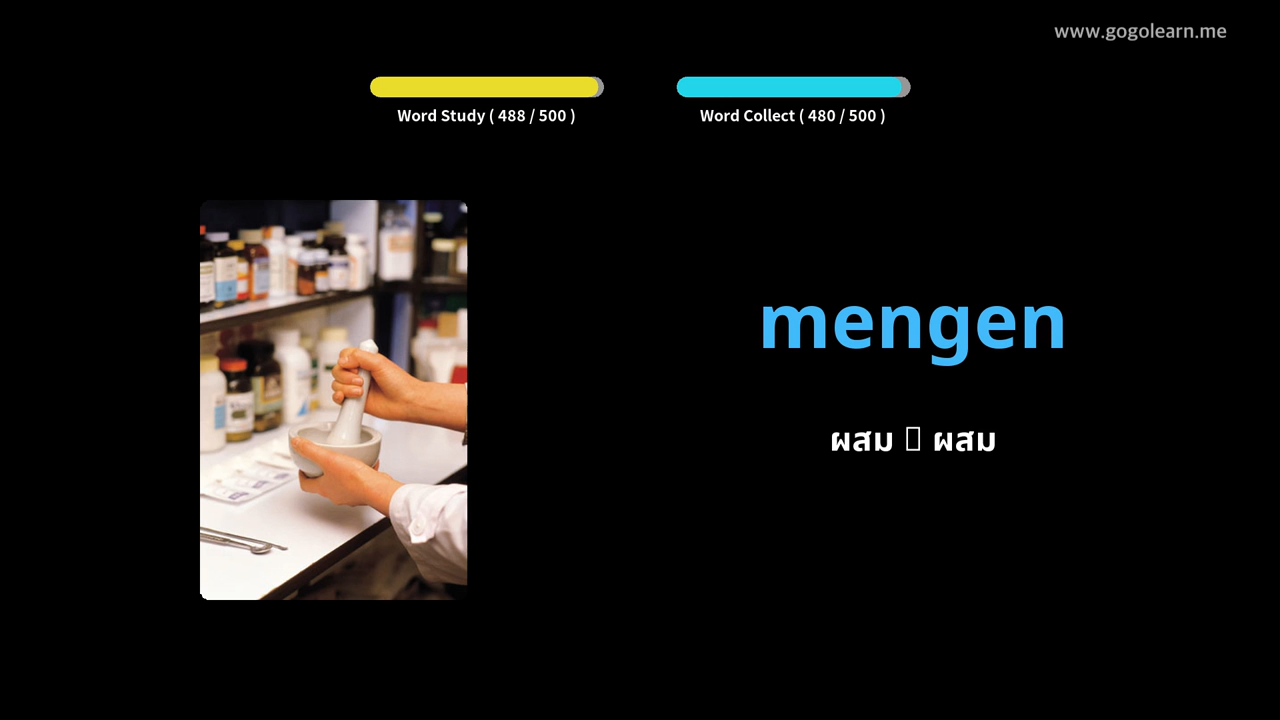 www.gogolearn.me
Word Study ( 488 / 500 )
Word Collect ( 480 / 500 )
mengen
ผสม ▯ ผสม